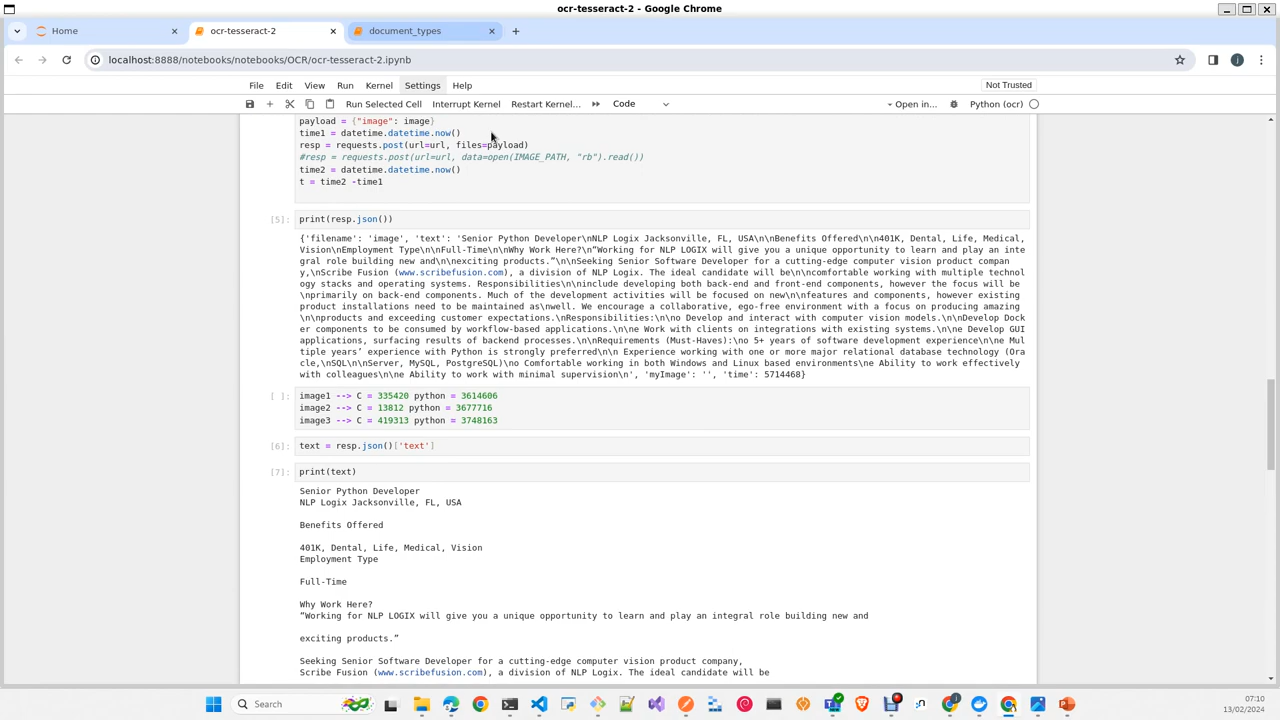 ocr-tesseract-2 - Google Chrome
Home
ocr-tesseract-2
document_types
localhost:8888/notebooks/notebooks/OCR/ocr-tesseract-2.ipynb
File Edit View Run Kernel Settings Help
Not Trusted
Run Selected Cell Interrupt Kernel Restart Kernel... Code Open in... Python (ocr)
payload = {"image": image}
time1 = datetime.datetime.now()
resp = requests.post(url=url, files=payload)
#resp = requests.post(url=url, data=open(IMAGE_PATH, "rb").read())
time2 = datetime.datetime.now()
t = time2 -time1
[5]: print(resp.json())
{'filename': 'image', 'text': 'Senior Python Developer\nNLP Logix Jacksonville, FL, USA\n\nBenefits Offered\n\n401K, Dental, Life, Medical,
Vision\nEmployment Type\n\nFull-Time\n\nWhy Work Here?\n“Working for NLP LOGIX will give you a unique opportunity to learn and play an inte
gral role building new and\n\nexciting products.”\n\nSeeking Senior Software Developer for a cutting-edge computer vision product compan
y,\nScribe Fusion (www.scribefusion.com), a division of NLP Logix. The ideal candidate will be\n\ncomfortable working with multiple technol
ogy stacks and operating systems. Responsibilities\n\ninclude developing both back-end and front-end components, however the focus will be
\n\nprimarily on back-end components. Much of the development activities will be focused on new\n\nfeatures and components, however existing
product installations need to be maintained as\nwell. We encourage a collaborative, ego-free environment with a focus on producing amazing
\n\nproducts and exceeding customer expectations.\nResponsibilities:\n\no Develop and interact with computer vision models.\n\nDevelop Dock
er components to be consumed by workflow-based applications.\n\ne Work with clients on integrations with existing systems.\n\ne Develop GUI
applications, surfacing results of backend processes.\n\nRequirements (Must-Haves):\no 5+ years of software development experience\n\ne Mul
tiple years’ experience with Python is strongly preferred\n\n Experience working with one or more major relational database technology (Ora
cle,\nSQL\n\nServer, MySQL, PostgreSQL)\no Comfortable working in both Windows and Linux based environments\ne Ability to work effectively
with colleagues\n\ne Ability to work with minimal supervision\n', 'myImage': '', 'time': 5714468}
[ ]: image1 --> C = 335420 python = 3614606
image2 --> C = 13812 python = 3677716
image3 --> C = 419313 python = 3748163
[6]: text = resp.json()['text']
[7]: print(text)
Senior Python Developer
NLP Logix Jacksonville, FL, USA
Benefits Offered
401K, Dental, Life, Medical, Vision
Employment Type
Full-Time
Why Work Here?
“Working for NLP LOGIX will give you a unique opportunity to learn and play an integral role building new and
exciting products.”
Seeking Senior Software Developer for a cutting-edge computer vision product company,
Scribe Fusion (www.scribefusion.com), a division of NLP Logix. The ideal candidate will be
Search
07:10
13/02/2024